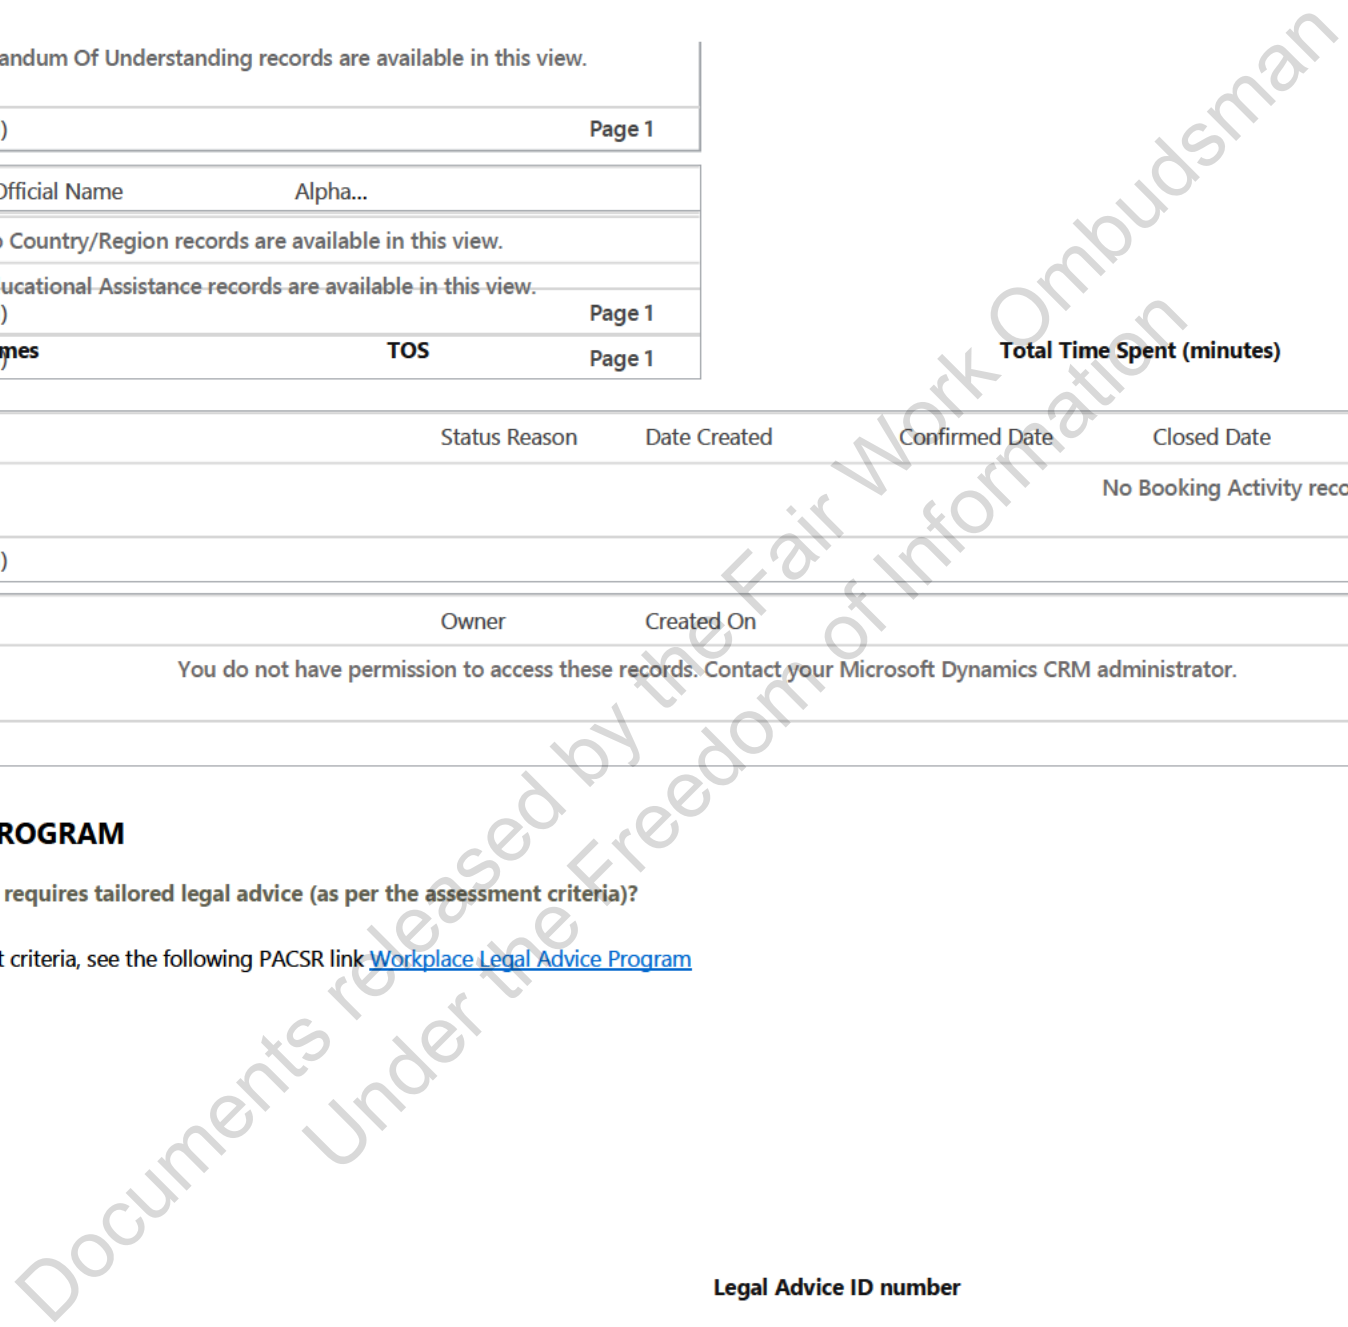 andum Of Understanding records are available in this view.
) Page 1
Official Name Alpha...
o Country/Region records are available in this view.
ucational Assistance records are available in this view.
) Page 1
mes TOS Total Time Spent (minutes)
) Page 1
Status Reason Date Created Confirmed Date Closed Date
No Booking Activity reco
)
Owner Created On
You do not have permission to access these records. Contact your Microsoft Dynamics CRM administrator.
ROGRAM
requires tailored legal advice (as per the assessment criteria)?
t criteria, see the following PACSR link Workplace Legal Advice Program
Legal Advice ID number
Documents released by the Fair Work Ombudsman
Under the Freedom of Information